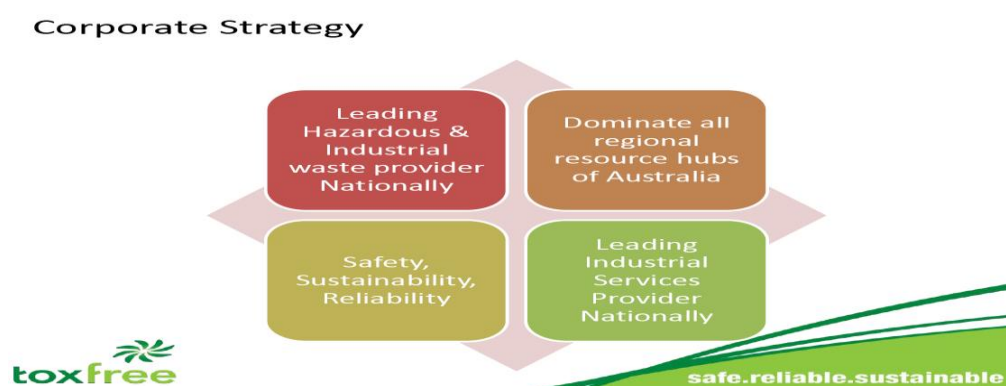 Corporate Strategy
Leading
Hazardous &
Industrial
waste provider
Nationally
Dominate all
regional
resource hubs
of Australia
Safety,
Sustainability,
Reliability
Leading
Industrial
Services
Provider
Nationally
toxfree
safe.reliable.sustainable